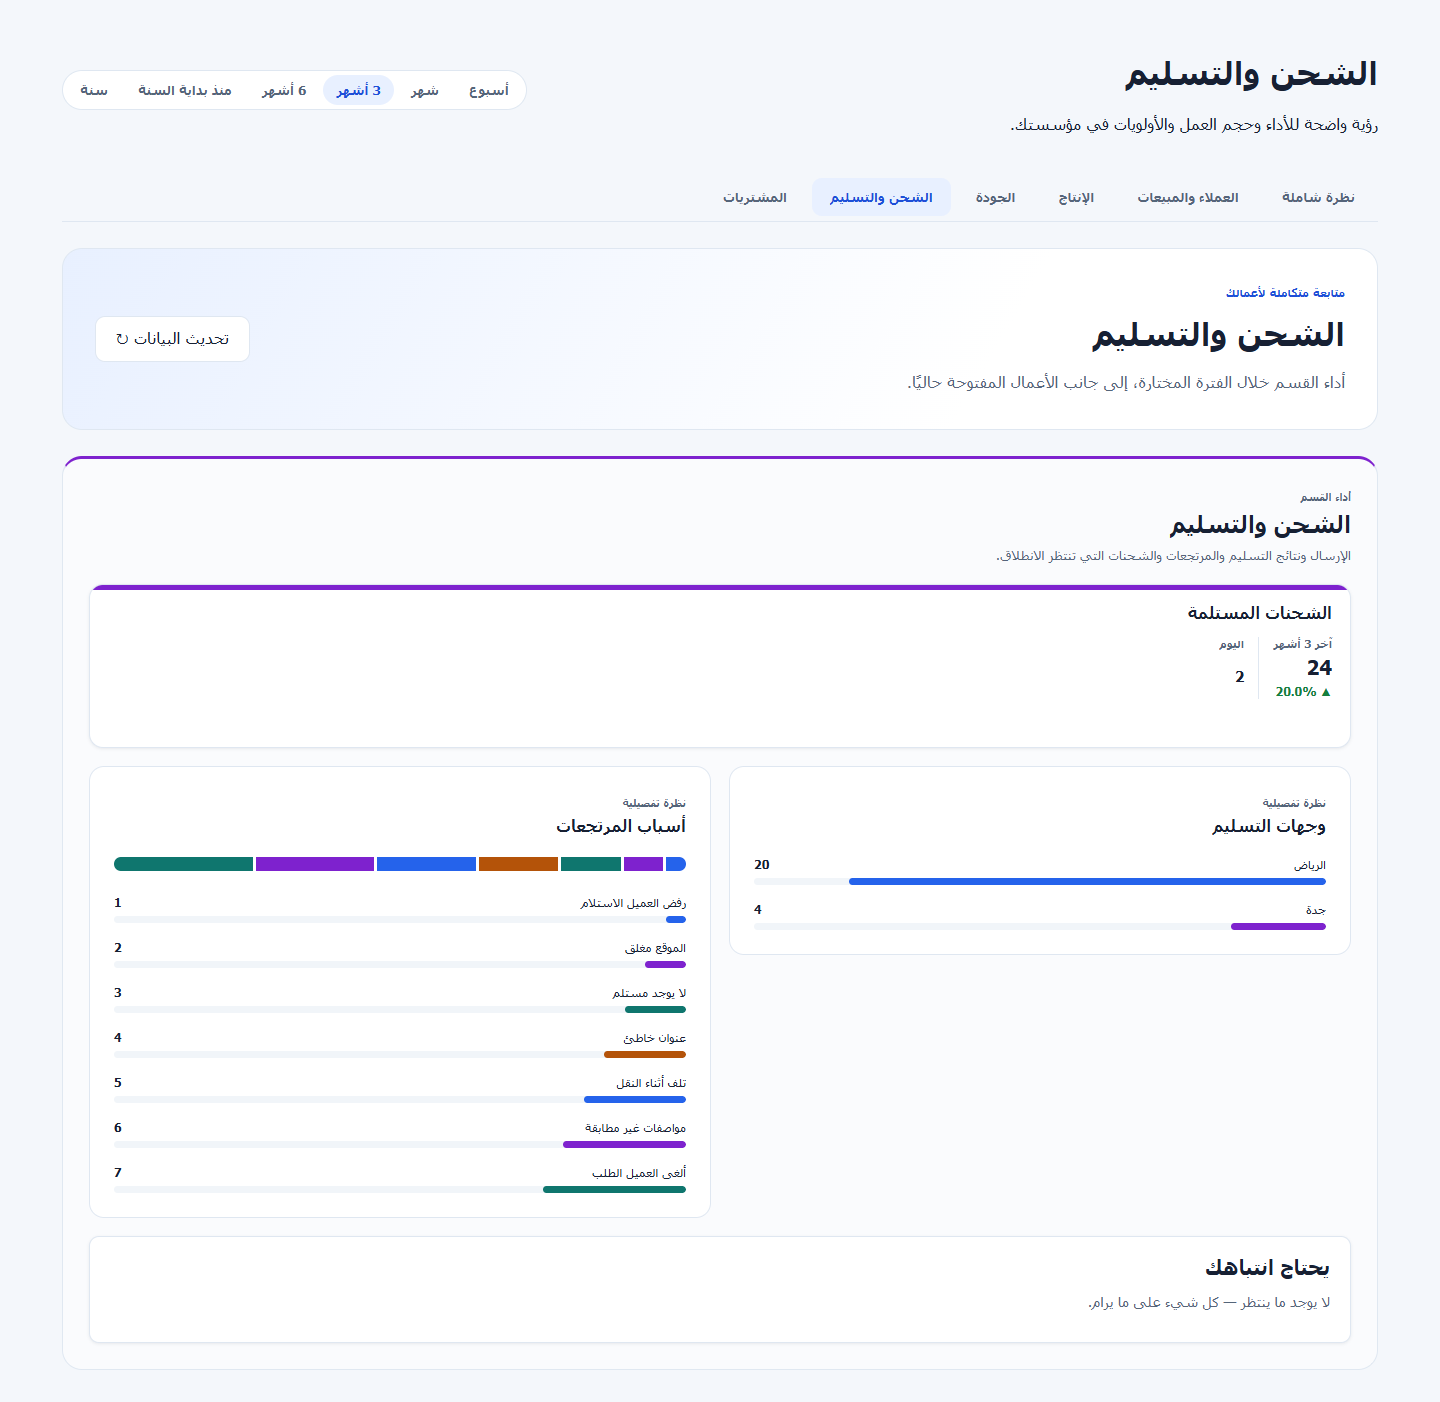 الشحن والتسليم
رؤية واضحة للأداء وحجم العمل والأولويات في مؤسستك.
أسبوع
شهر
3 أشهر
6 أشهر
منذ بداية السنة
سنة
نظرة شاملة
العملاء والمبيعات
الإنتاج
الجودة
الشحن والتسليم
المشتريات
متابعة متكاملة لأعمالك
الشحن والتسليم
أداء القسم خلال الفترة المختارة، إلى جانب الأعمال المفتوحة حاليًا.
تحديث البيانات ↻
أداء القسم
الشحن والتسليم
الإرسال ونتائج التسليم والمرتجعات والشحنات التي تنتظر الانطلاق.
الشحنات المستلمة
آخر 3 أشهر
24
▲ 20.0%
اليوم
2
نظرة تفصيلية
وجهات التسليم
الرياض 20
جدة 4
نظرة تفصيلية
أسباب المرتجعات
رفض العميل الاستلام 1
الموقع مغلق 2
لا يوجد مستلم 3
عنوان خاطئ 4
تلف أثناء النقل 5
مواصفات غير مطابقة 6
ألغى العميل الطلب 7
يحتاج انتباهك
لا يوجد ما ينتظر — كل شيء على ما يرام.